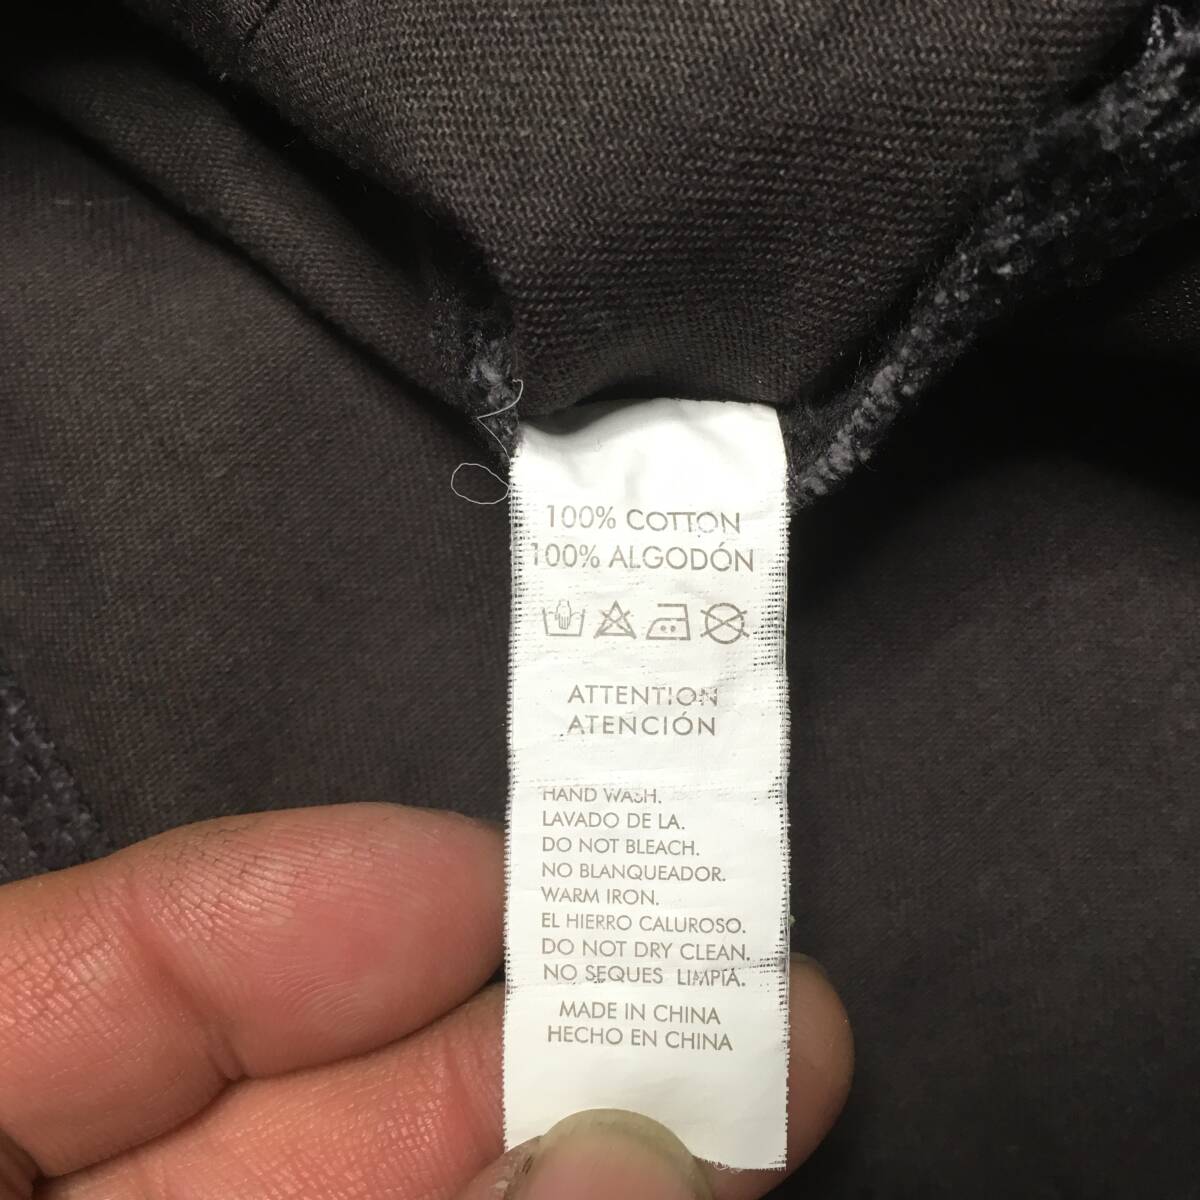 100% COTTON
100% ALGODÓN
ATTENTION
ATENCIÓN
HAND WASH.
LAVADO DE LA.
DO NOT BLEACH.
NO BLANQUEADOR.
WARM IRON.
EL HIERRO CALUROSO.
DO NOT DRY CLEAN.
NO SEQUES LIMPIA.
MADE IN CHINA
HECHO EN CHINA